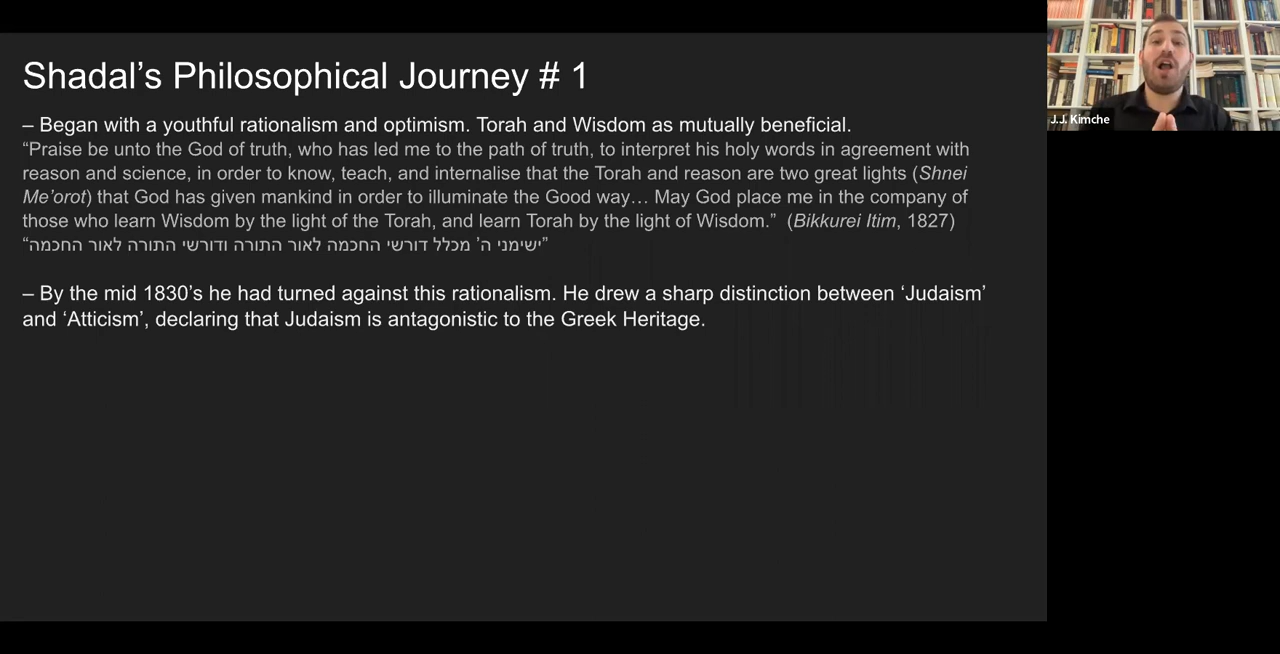 Shadal’s Philosophical Journey # 1
– Began with a youthful rationalism and optimism. Torah and Wisdom as mutually beneficial.
“Praise be unto the God of truth, who has led me to the path of truth, to interpret his holy words in agreement with
reason and science, in order to know, teach, and internalise that the Torah and reason are two great lights (Shnei
Me’orot) that God has given mankind in order to illuminate the Good way… May God place me in the company of
those who learn Wisdom by the light of the Torah, and learn Torah by the light of Wisdom.” (Bikkurei Itim, 1827)
“ישימני ה’ מכלל דורשי החכמה לאור התורה ודורשי התורה לאור החכמה”
– By the mid 1830’s he had turned against this rationalism. He drew a sharp distinction between ‘Judaism’
and ‘Atticism’, declaring that Judaism is antagonistic to the Greek Heritage.
J.J. Kimche